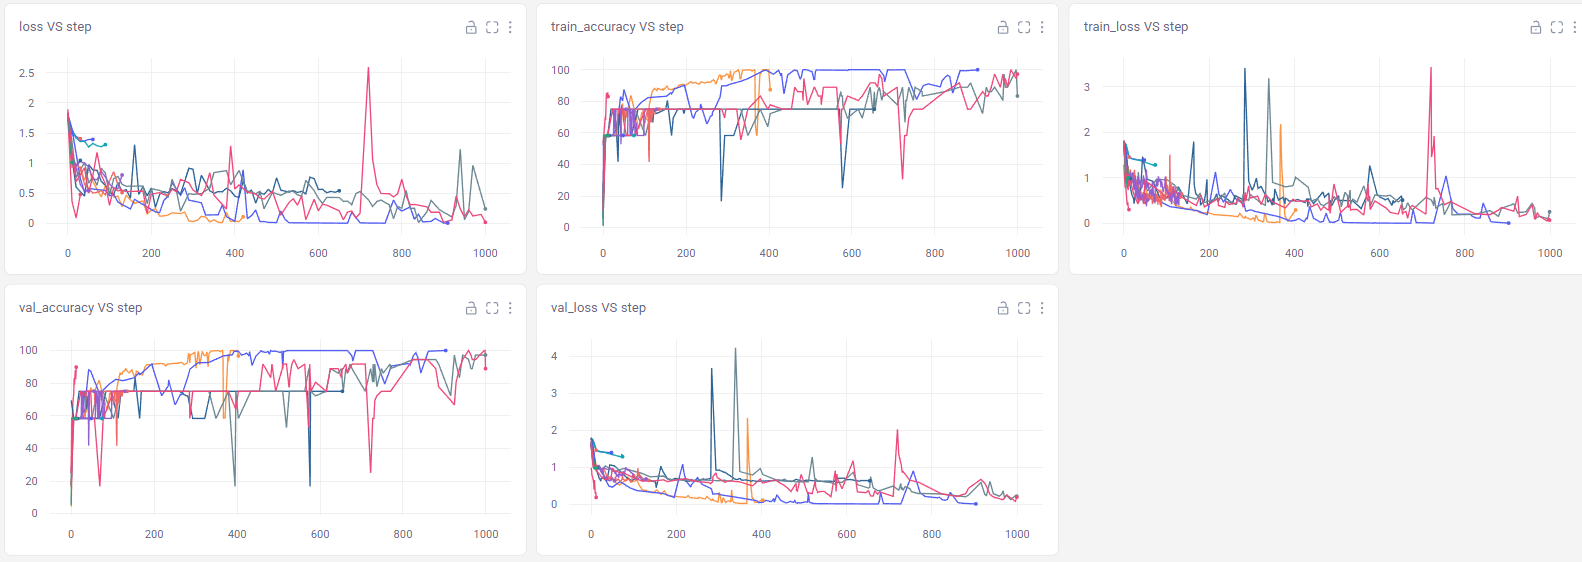 loss VS step
2.5
2
1.5
1
0.5
0
0 200 400 600 800 1000
train_accuracy VS step
100
80
60
40
20
0
0 200 400 600 800 1000
train_loss VS step
3
2
1
0
0 200 400 600 800 1000
val_accuracy VS step
100
80
60
40
20
0
0 200 400 600 800 1000
val_loss VS step
4
3
2
1
0
0 200 400 600 800 1000